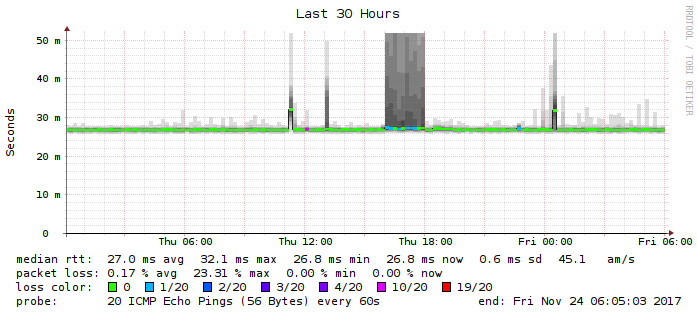 Last 30 Hours
RRDTOOL / TOBI OETIKER
Seconds
50 m
40 m
30 m
20 m
10 m
0
Thu 06:00 Thu 12:00 Thu 18:00 Fri 00:00 Fri 06:00
median rtt: 27.0 ms avg 32.1 ms max 26.8 ms min 26.8 ms now 0.6 ms sd 45.1 am/s
packet loss: 0.17 % avg 23.31 % max 0.00 % min 0.00 % now
loss color: 0 1/20 2/20 3/20 4/20 10/20 19/20
probe: 20 ICMP Echo Pings (56 Bytes) every 60s end: Fri Nov 24 06:05:03 2017